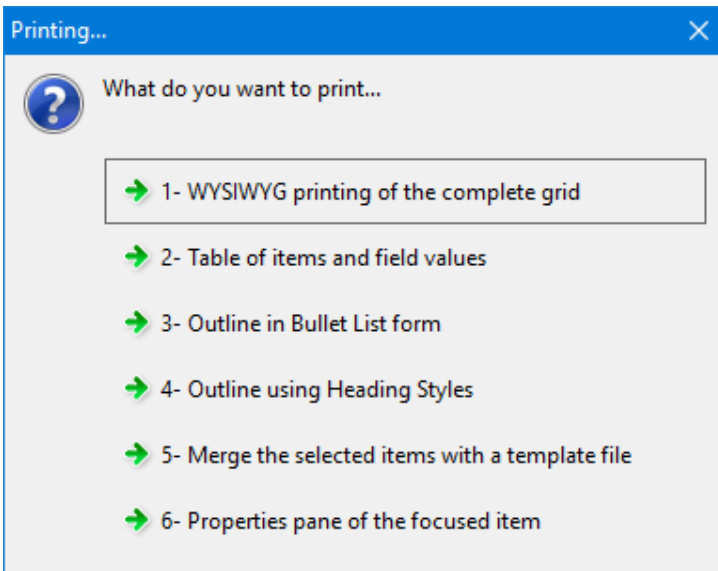 Printing...
What do you want to print...
1- WYSIWYG printing of the complete grid
2- Table of items and field values
3- Outline in Bullet List form
4- Outline using Heading Styles
5- Merge the selected items with a template file
6- Properties pane of the focused item